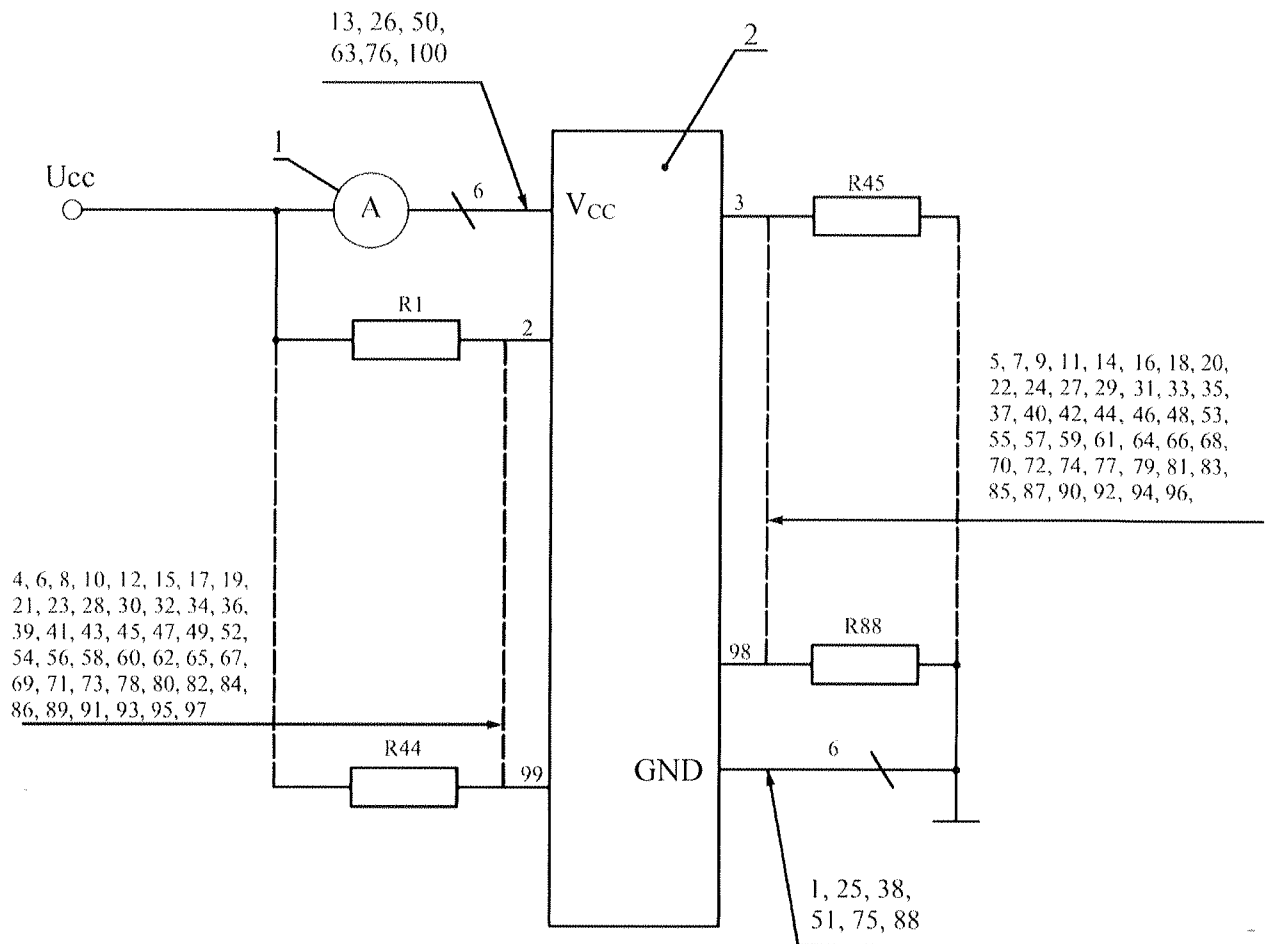 13, 26, 50,
63,76, 100
2
1
Ucc
A
6
VCC
3
R45
R1
2
5, 7, 9, 11, 14, 16, 18, 20,
22, 24, 27, 29, 31, 33, 35,
37, 40, 42, 44, 46, 48, 53,
55, 57, 59, 61, 64, 66, 68,
70, 72, 74, 77, 79, 81, 83,
85, 87, 90, 92, 94, 96,
4, 6, 8, 10, 12, 15, 17, 19,
21, 23, 28, 30, 32, 34, 36,
39, 41, 43, 45, 47, 49, 52,
54, 56, 58, 60, 62, 65, 67,
69, 71, 73, 78, 80, 82, 84,
86, 89, 91, 93, 95, 97
98
R88
R44
99
GND
6
1, 25, 38,
51, 75, 88